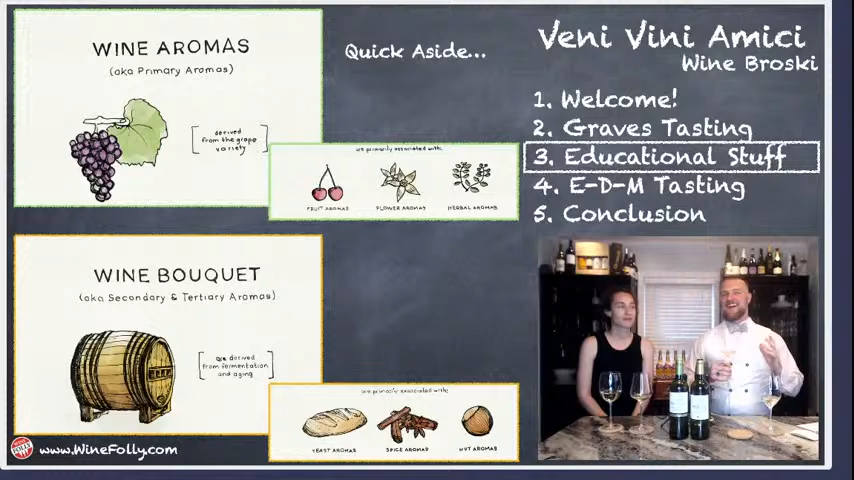 WINE AROMAS
(aka Primary Aromas)
[derived
from the grape
variety]
are primarily associated with:
FRUIT AROMAS
FLOWER AROMAS
HERBAL AROMAS
WINE BOUQUET
(aka Secondary & Tertiary Aromas)
[are derived
from fermentation
and aging]
are primarily associated with:
YEAST AROMAS
SPICE AROMAS
NUT AROMAS
www.WineFolly.com
Quick Aside...
Veni Vini Amici
Wine Broski
1. Welcome!
2. Graves Tasting
3. Educational Stuff
4. E-D-M Tasting
5. Conclusion